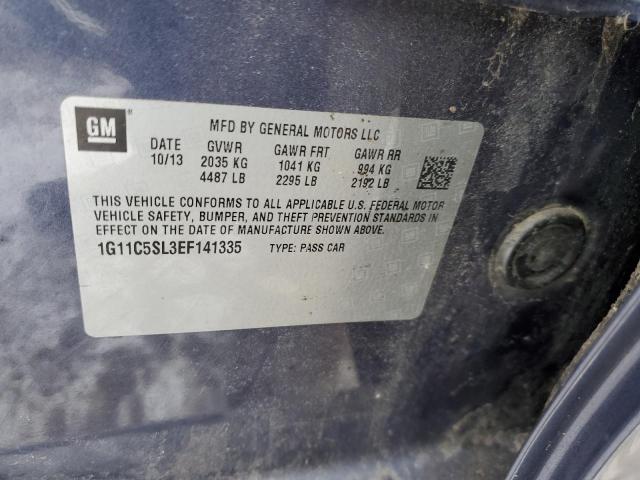 GM
MFD BY GENERAL MOTORS LLC
DATE GVWR GAWR FRT GAWR RR
10/13 2035 KG 1041 KG 994 KG
4487 LB 2295 LB 2192 LB
THIS VEHICLE CONFORMS TO ALL APPLICABLE U.S. FEDERAL MOTOR
VEHICLE SAFETY, BUMPER, AND THEFT PREVENTION STANDARDS IN
EFFECT ON THE DATE OF MANUFACTURE SHOWN ABOVE.
1G11C5SL3EF141335 TYPE: PASS CAR